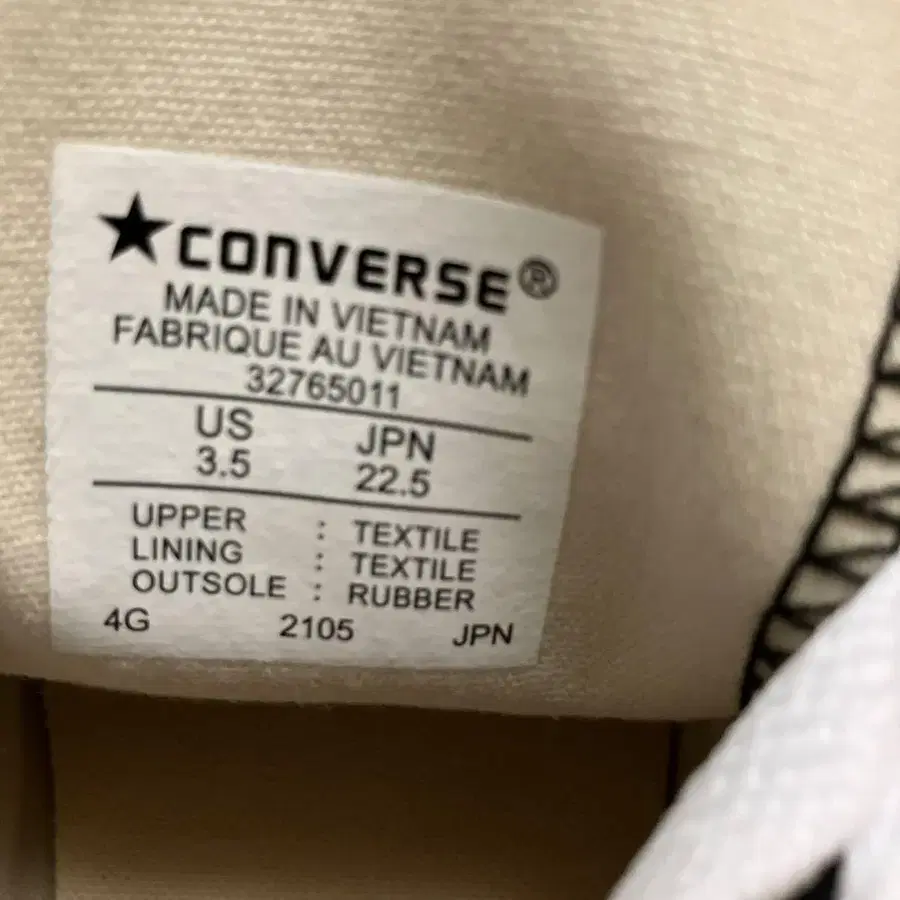 ★CONVERSE®
MADE IN VIETNAM
FABRIQUE AU VIETNAM
32765011
US JPN
3.5 22.5
UPPER : TEXTILE
LINING : TEXTILE
OUTSOLE : RUBBER
4G 2105 JPN